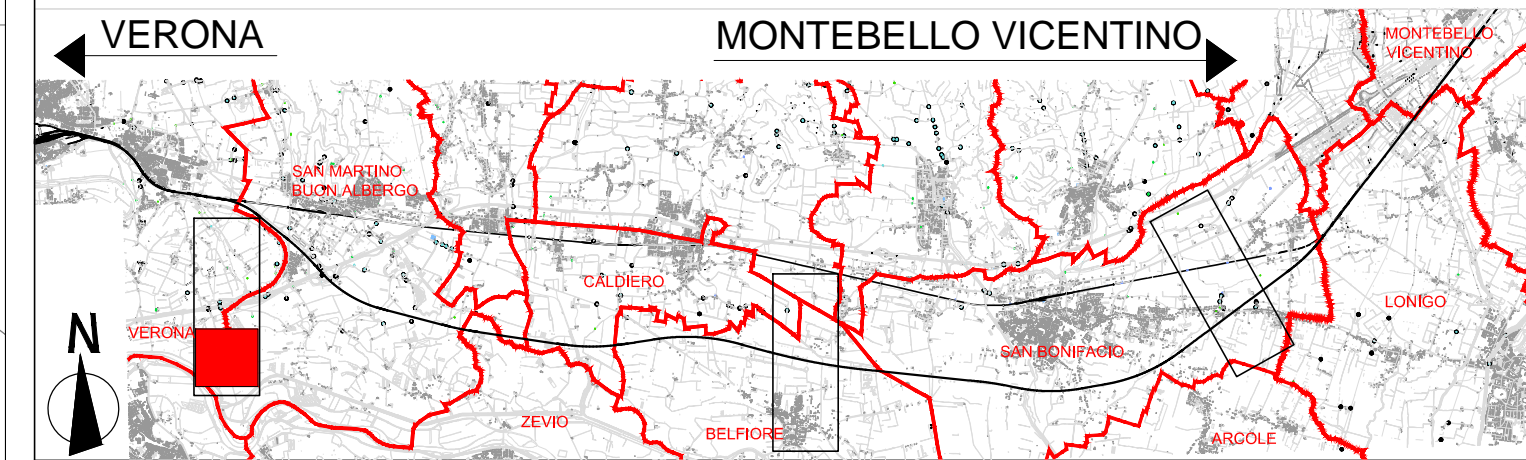 VERONA
MONTEBELLO VICENTINO
MONTEBELLO
VICENTINO
SAN MARTINO
BUON ALBERGO
CALDIERO
LONIGO
VERONA
N
SAN BONIFACIO
ZEVIO
BELFIORE
ARCOLE